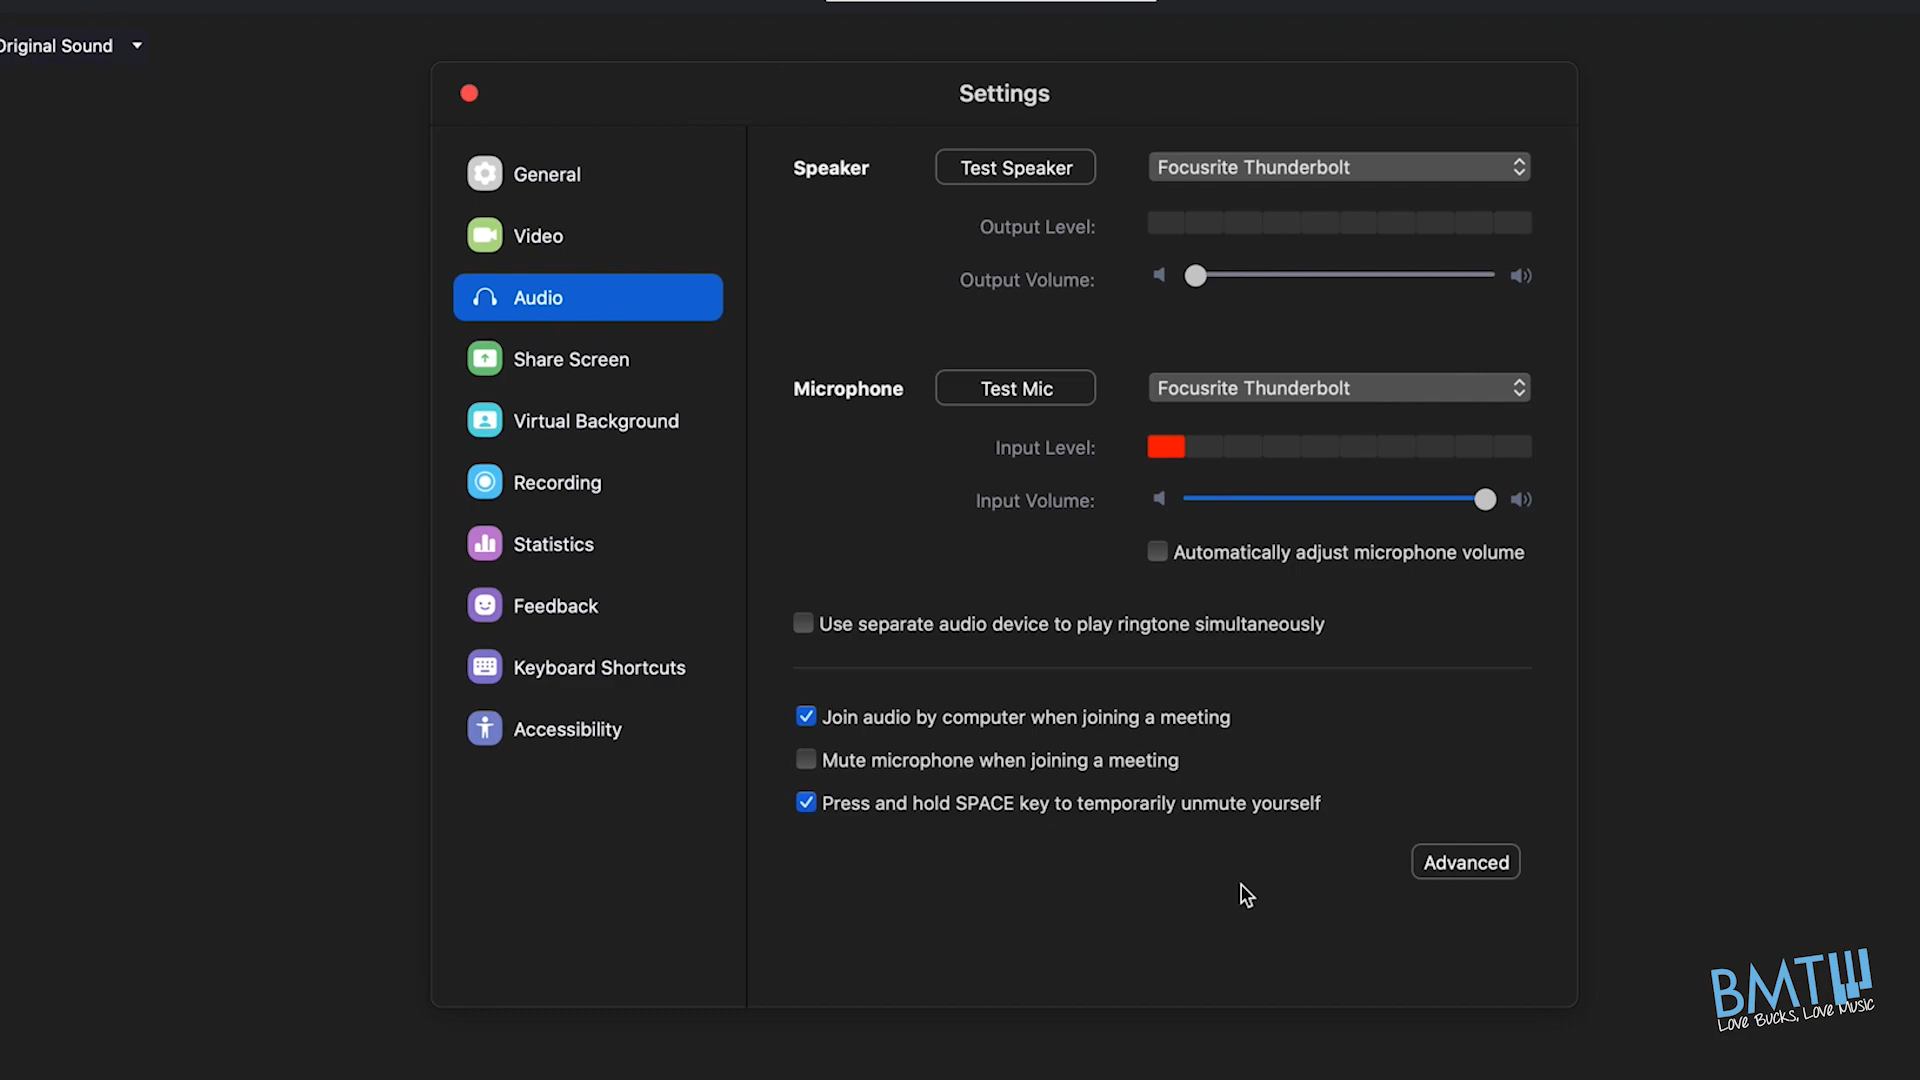 Original Sound
Settings
General
Video
Audio
Share Screen
Virtual Background
Recording
Statistics
Feedback
Keyboard Shortcuts
Accessibility
Speaker
Test Speaker
Focusrite Thunderbolt
Output Level:
Output Volume:
Microphone
Test Mic
Focusrite Thunderbolt
Input Level:
Input Volume:
Automatically adjust microphone volume
Use separate audio device to play ringtone simultaneously
Join audio by computer when joining a meeting
Mute microphone when joining a meeting
Press and hold SPACE key to temporarily unmute yourself
Advanced
BMT
Love Bucks, Love Music